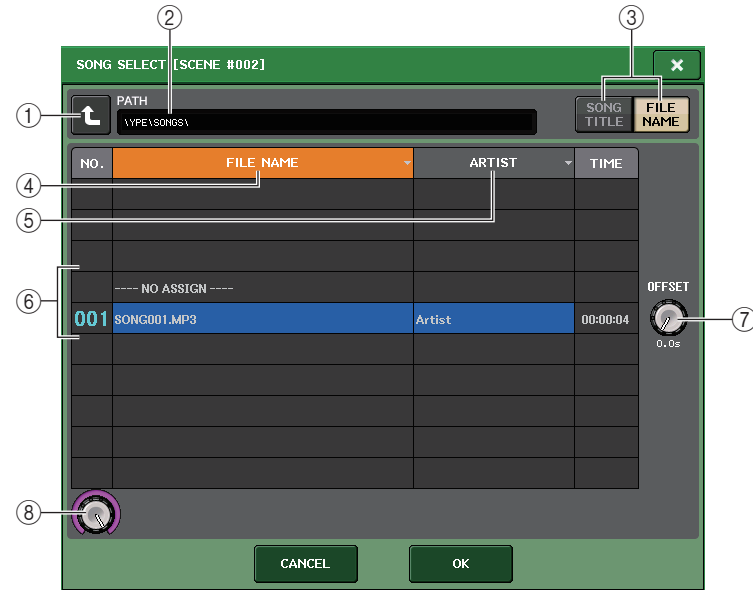 ② ③
SONG SELECT [SCENE #002] ×
① PATH
\YPE\SONGS\
SONG TITLE
FILE NAME
NO. FILE NAME ARTIST TIME
④
⑤
⑥
---- NO ASSIGN ----
001 SONG001.MP3 Artist 00:00:04
OFFSET
⑦
0.0s
⑧
CANCEL OK